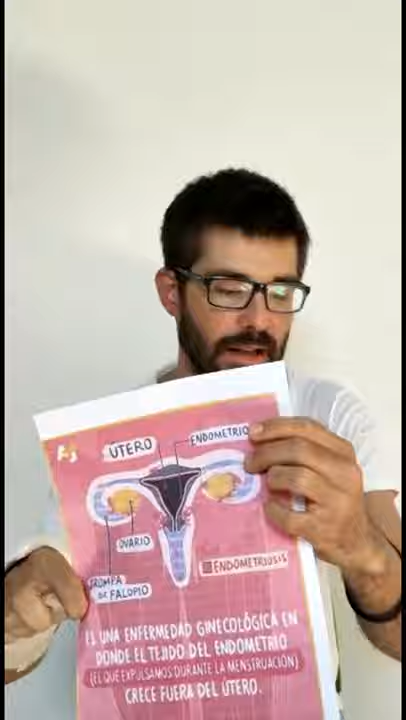 ÚTERO
ENDOMETRIO
OVARIO
ENDOMETRIOSIS
TROMPA
DE FALOPIO
ES UNA ENFERMEDAD GINECOLÓGICA EN
DONDE EL TEJIDO DEL ENDOMETRIO
(EL QUE EXPULSAMOS DURANTE LA MENSTRUACIÓN)
CRECE FUERA DEL ÚTERO.